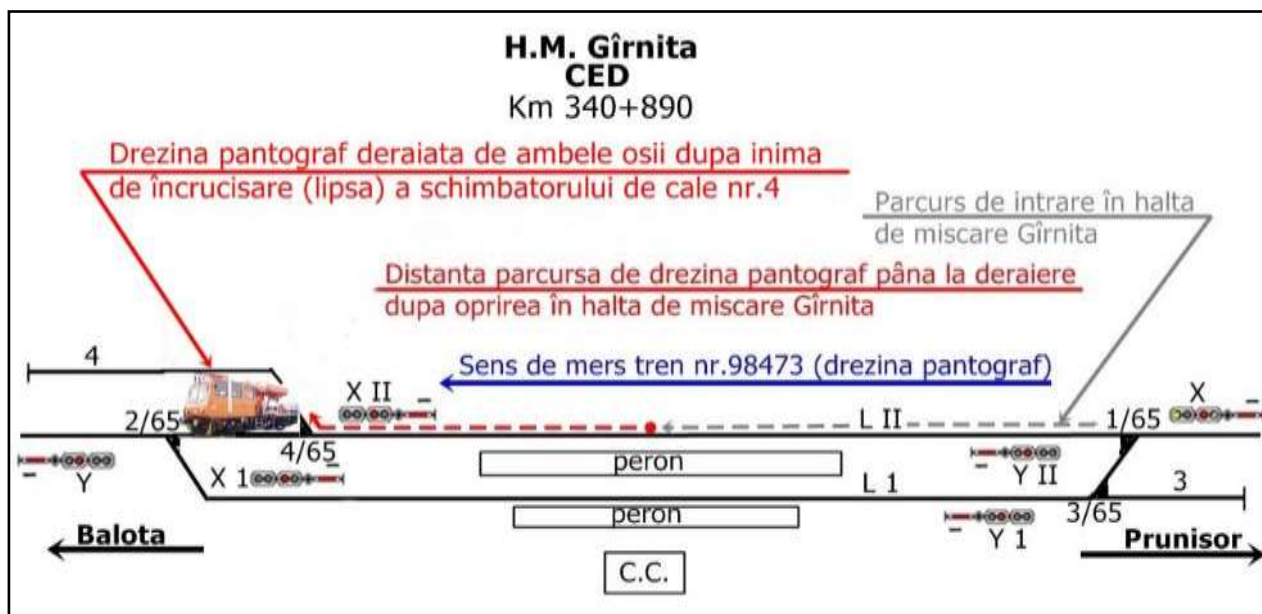 H.M. Gîrnita
CED
Km 340+890
Drezina pantograf deraiata de ambele osii dupa inima
de încrucisare (lipsa) a schimbatorului de cale nr.4
Parcurs de intrare în halta
de miscare Gîrnita
Distanta parcursa de drezina pantograf pâna la deraiere
dupa oprirea în halta de miscare Gîrnita
4
Sens de mers tren nr.98473 (drezina pantograf)
X II
X
2/65
L II
1/65
4/65
Y
X 1
peron
Y II
L 1
3
peron
3/65
Y 1
Balota
Prunisor
C.C.